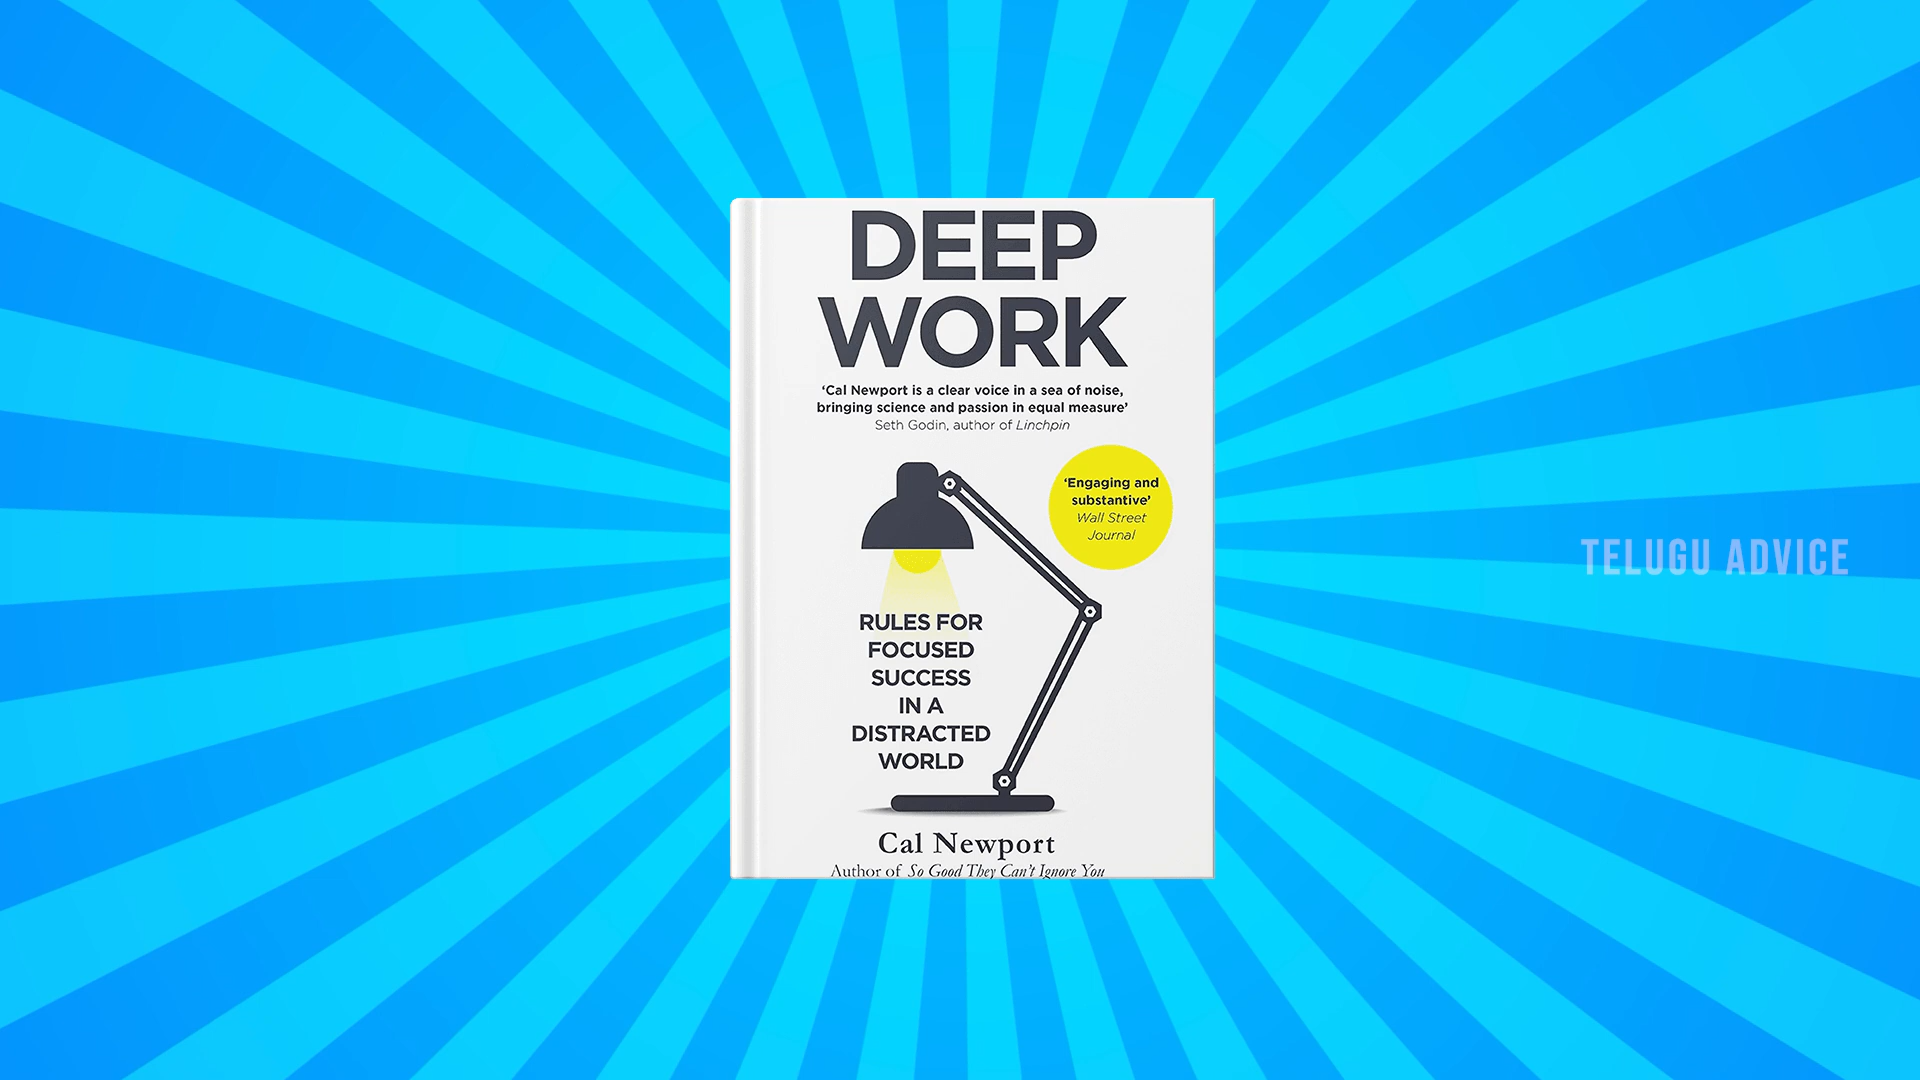 DEEP
WORK
‘Cal Newport is a clear voice in a sea of noise,
bringing science and passion in equal measure’
Seth Godin, author of Linchpin
‘Engaging and
substantive’
Wall Street
Journal
RULES FOR
FOCUSED
SUCCESS
IN A
DISTRACTED
WORLD
Cal Newport
Author of So Good They Can’t Ignore You
TELUGU ADVICE